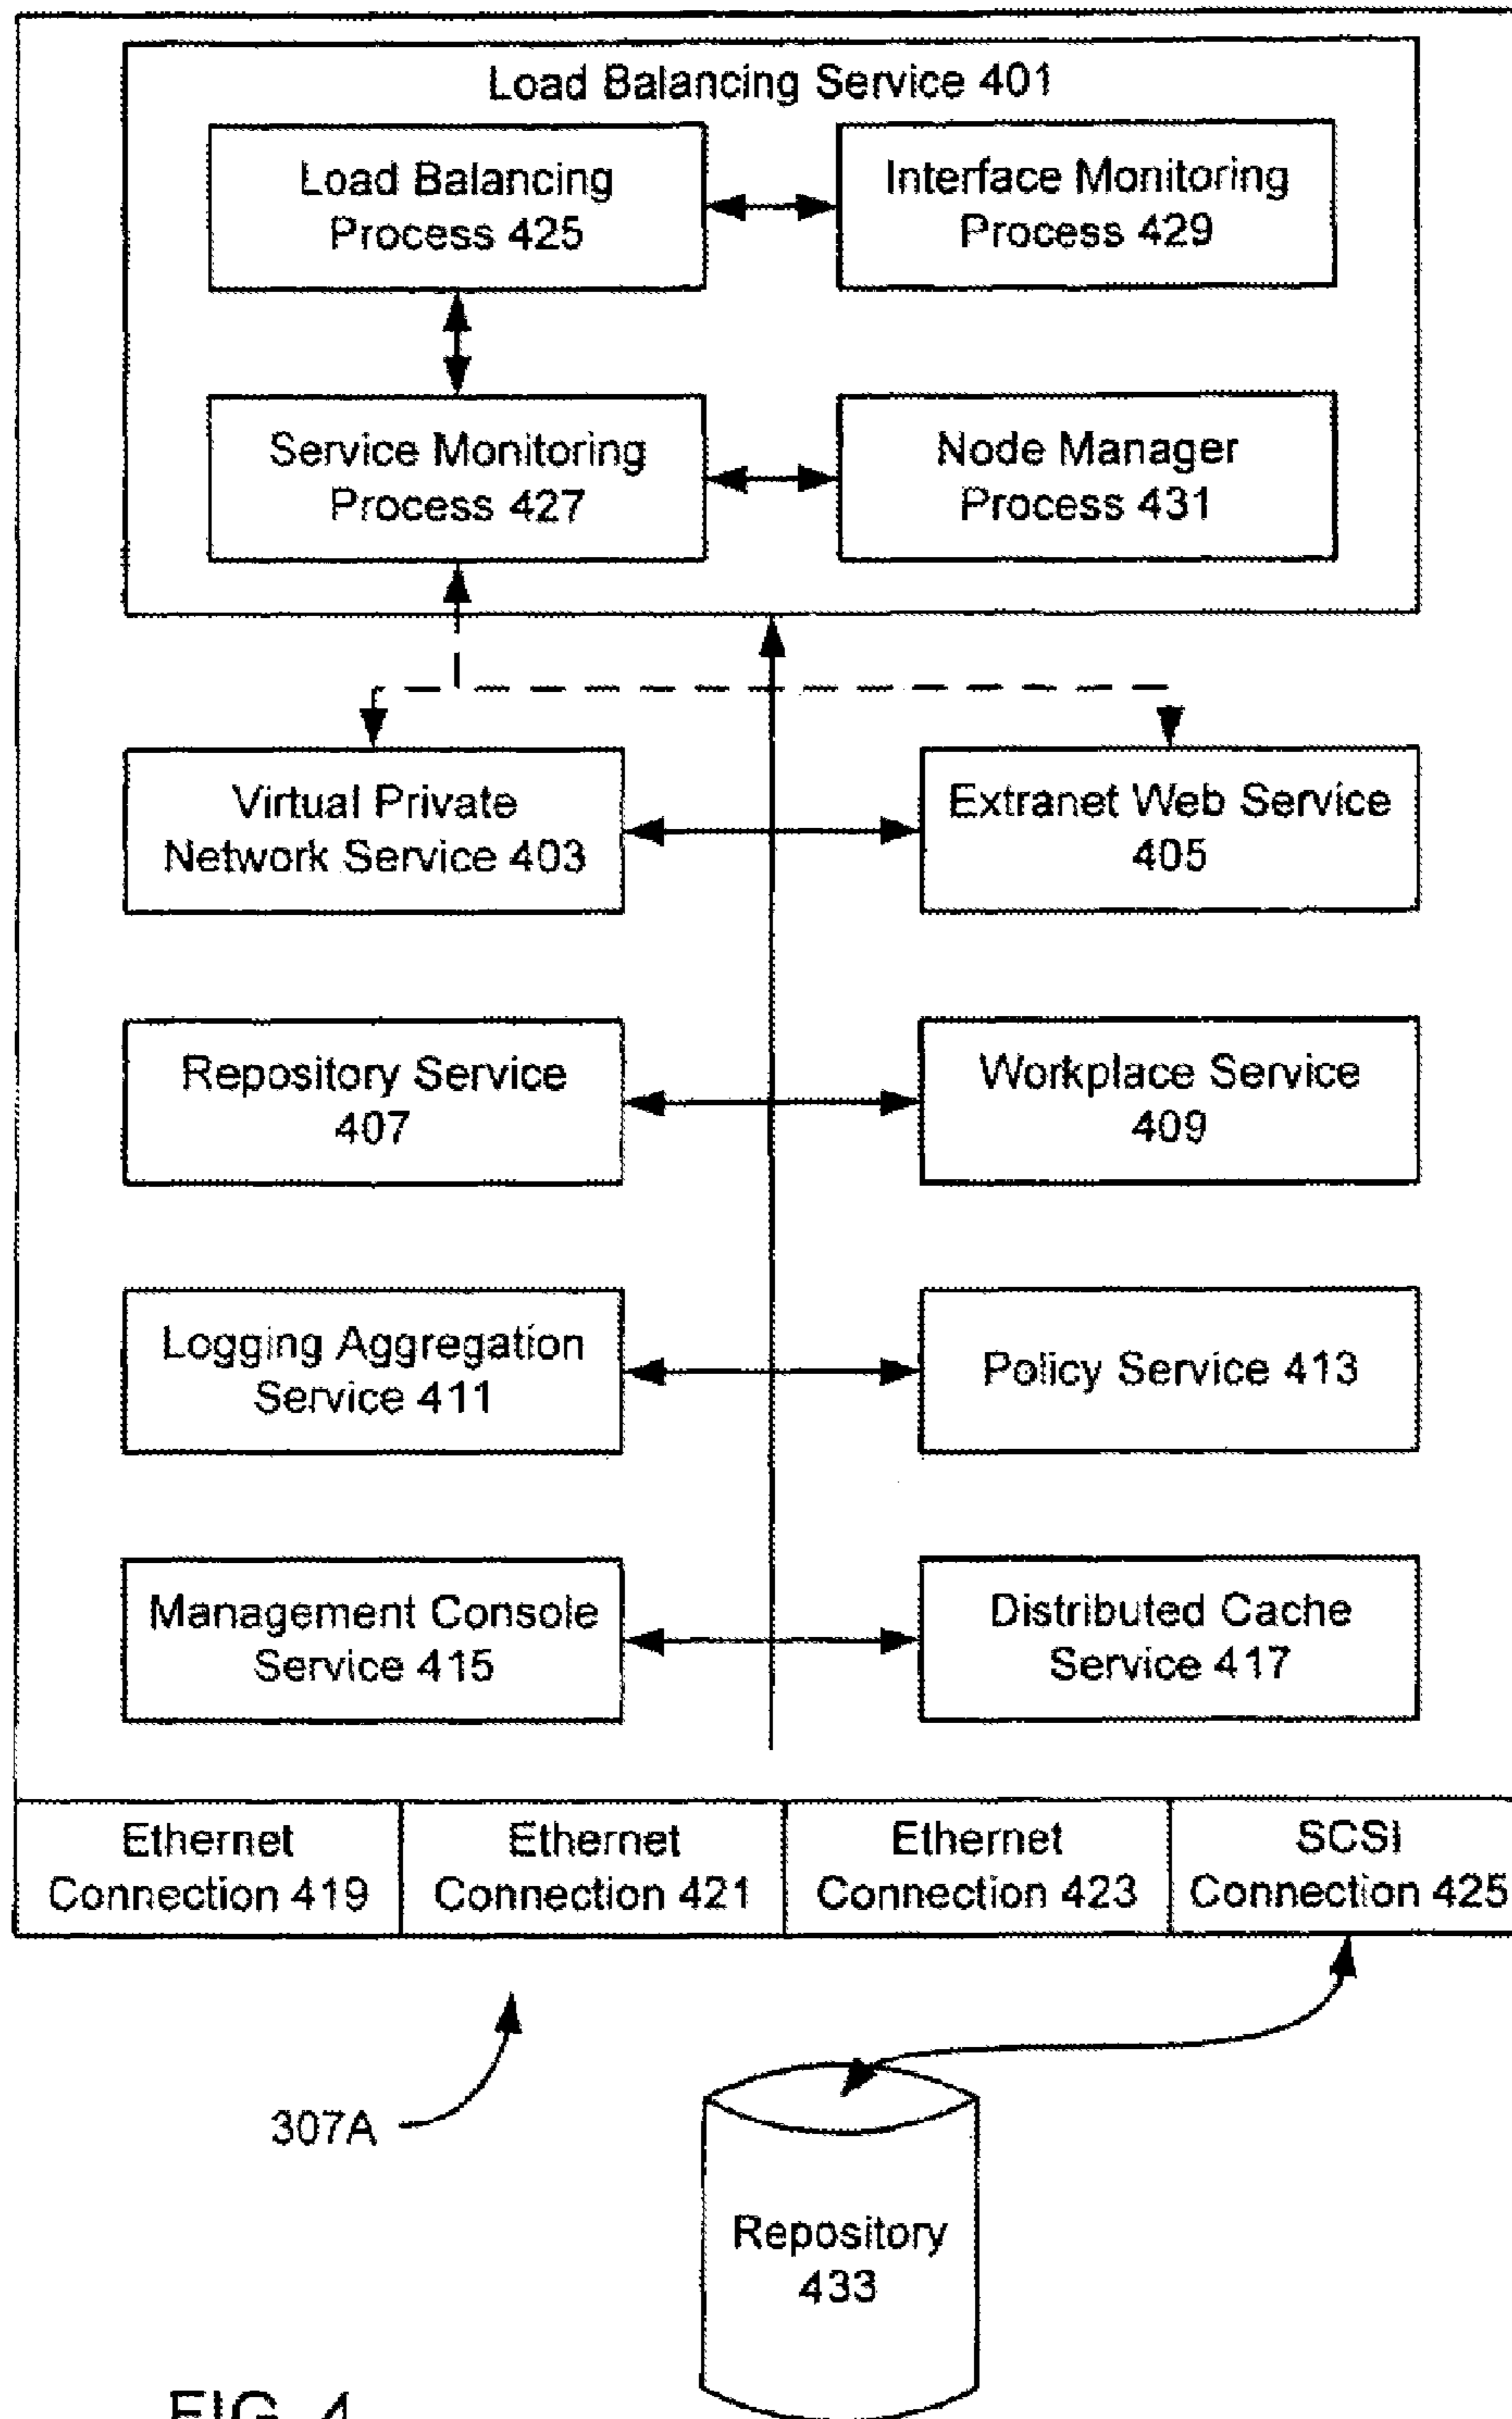 Load Balancing Service 401
Load Balancing
Process 425
Interface Monitoring
Process 429
Service Monitoring
Process 427
Node Manager
Process 431
Virtual Private
Network Service 403
Extranet Web Service
405
Repository Service
407
Workplace Service
409
Logging Aggregation
Service 411
Policy Service 413
Management Console
Service 415
Distributed Cache
Service 417
Ethernet
Connection 419
Ethernet
Connection 421
Ethernet
Connection 423
SCSI
Connection 425
307A
Repository
433
FIG. 4